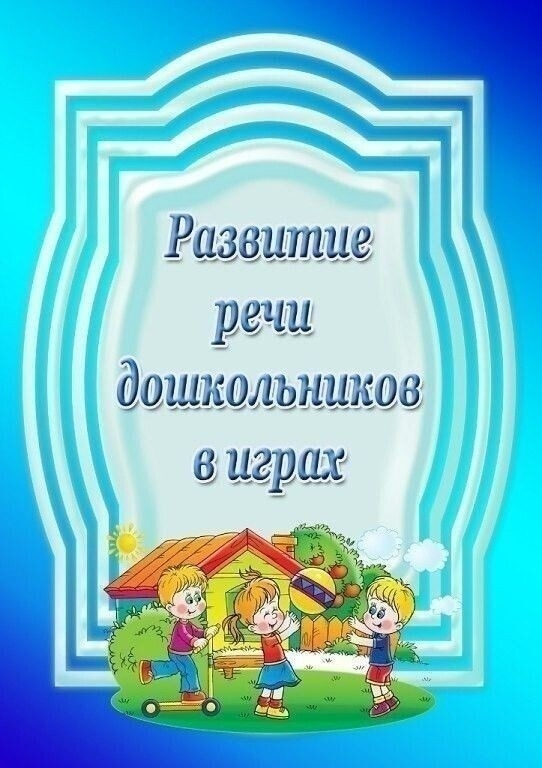 Развитие
речи
дошкольников
в играх